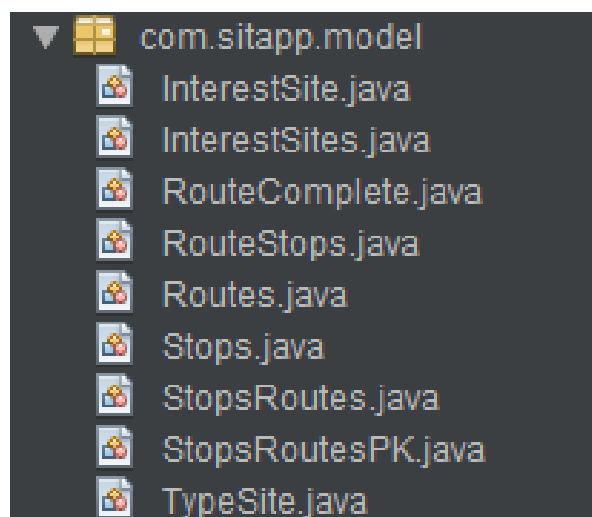 com.sitapp.model
InterestSite.java
InterestSites.java
RouteComplete.java
RouteStops.java
Routes.java
Stops.java
StopsRoutes.java
StopsRoutesPK.java
TypeSite.java